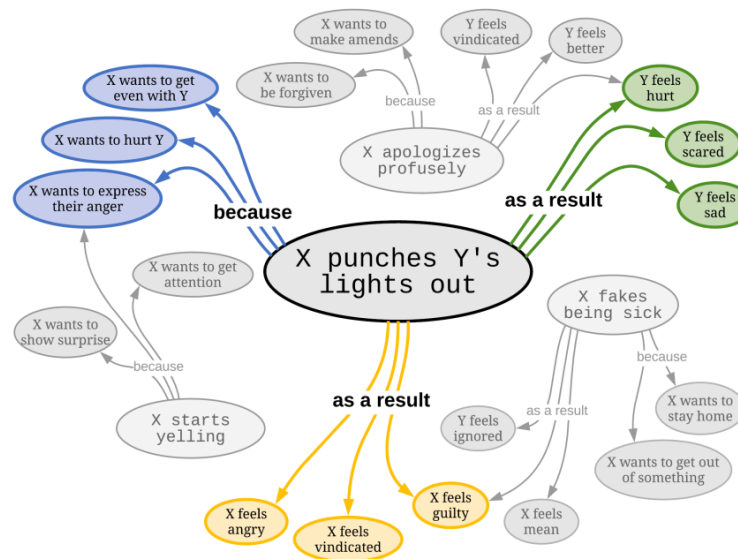 X wants to
make amends
Y feels
vindicated
Y feels
better
X wants to get
even with Y
X wants to
be forgiven
Y feels
hurt
because
as a result
X wants to hurt Y
X apologizes
profusely
Y feels
scared
X wants to express
their anger
because
as a result
Y feels
sad
X punches Y's
lights out
X wants to get
attention
X fakes
being sick
X wants to
show surprise
because
because
as a result
as a result
X wants to
stay home
X starts
yelling
Y feels
ignored
X wants to get out
of something
X feels
angry
X feels
vindicated
X feels
guilty
X feels
mean